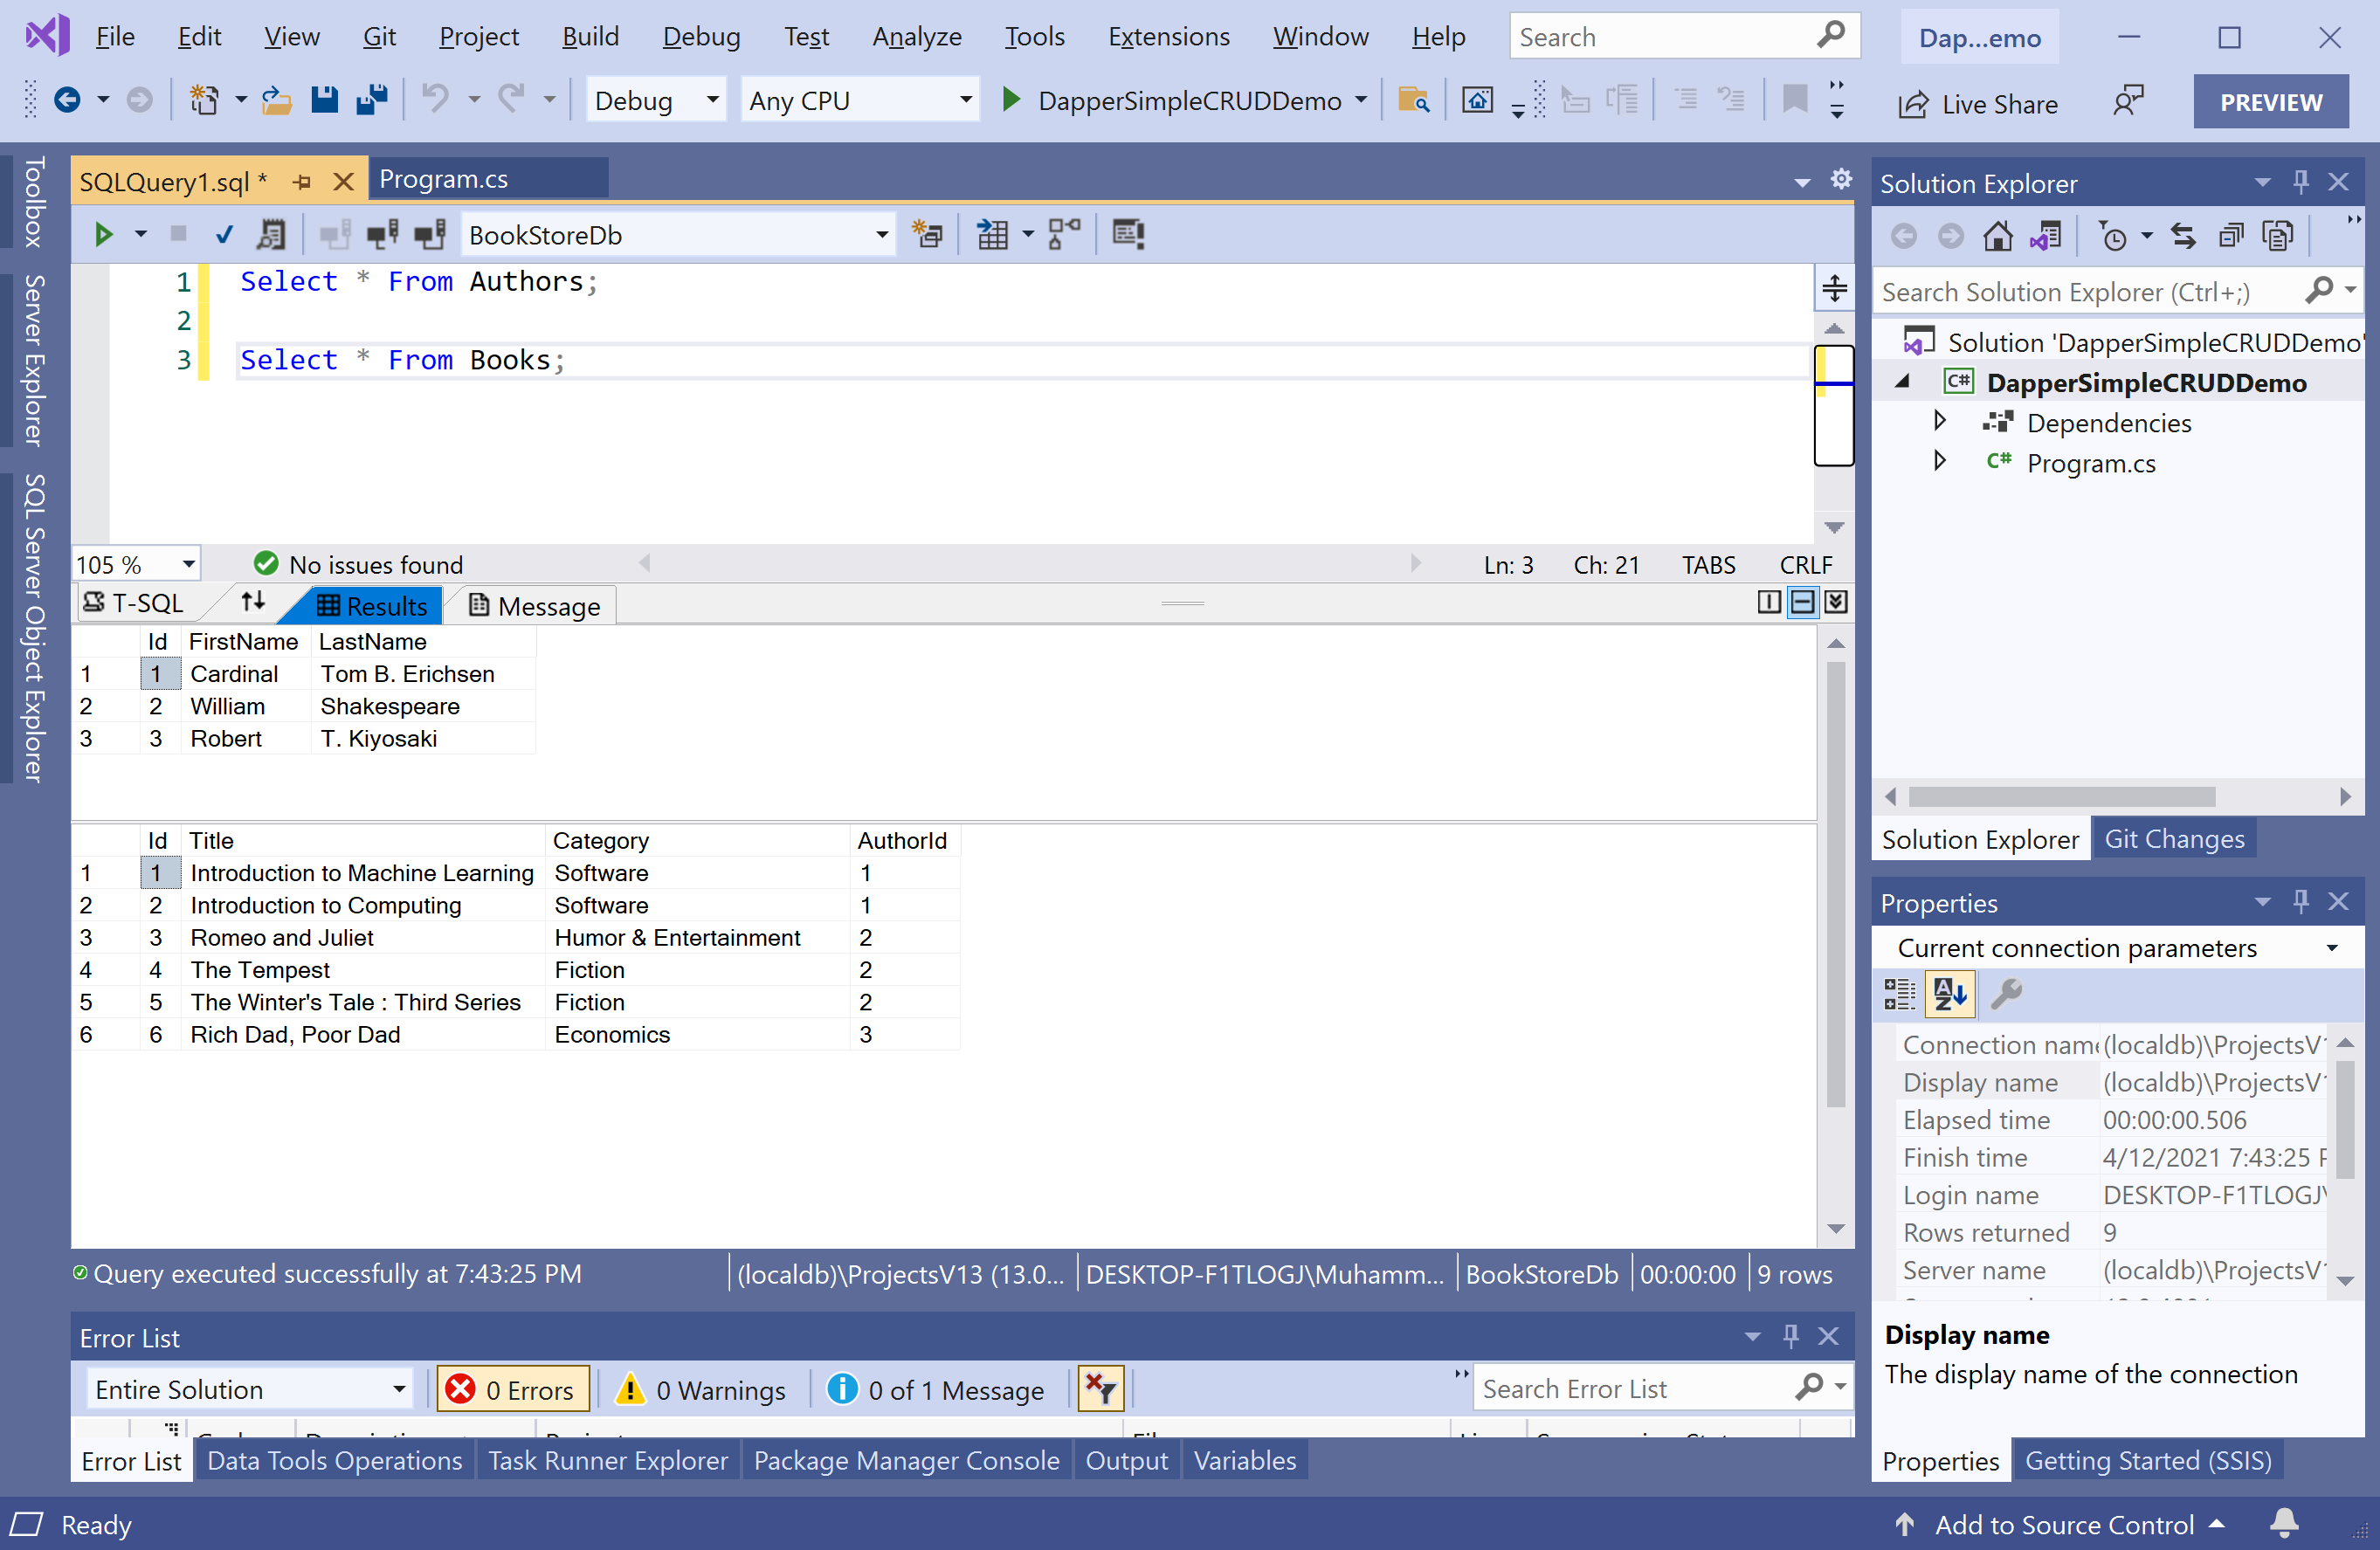 File Edit View Git Project Build Debug Test Analyze Tools Extensions Window Help Search Dap...emo
Debug Any CPU DapperSimpleCRUDDemo Live Share PREVIEW
Toolbox
Server Explorer
SQL Server Object Explorer
SQLQuery1.sql * Program.cs
BookStoreDb
1 Select * From Authors;
2
3 Select * From Books;
105 % No issues found Ln: 3 Ch: 21 TABS CRLF
T-SQL Results Message
Id FirstName LastName
1 1 Cardinal Tom B. Erichsen
2 2 William Shakespeare
3 3 Robert T. Kiyosaki
Id Title Category AuthorId
1 1 Introduction to Machine Learning Software 1
2 2 Introduction to Computing Software 1
3 3 Romeo and Juliet Humor & Entertainment 2
4 4 The Tempest Fiction 2
5 5 The Winter's Tale : Third Series Fiction 2
6 6 Rich Dad, Poor Dad Economics 3
Query executed successfully at 7:43:25 PM (localdb)\ProjectsV13 (13.0... DESKTOP-F1TLOGJ\Muhamm... BookStoreDb 00:00:00 9 rows
Error List
Entire Solution 0 Errors 0 Warnings 0 of 1 Message Search Error List
Error List Data Tools Operations Task Runner Explorer Package Manager Console Output Variables
Solution Explorer
Search Solution Explorer (Ctrl+;)
Solution 'DapperSimpleCRUDDemo'
C# DapperSimpleCRUDDemo
Dependencies
C# Program.cs
Solution Explorer Git Changes
Properties
Current connection parameters
Connection name (localdb)\ProjectsV1
Display name (localdb)\ProjectsV1
Elapsed time 00:00:00.506
Finish time 4/12/2021 7:43:25 P
Login name DESKTOP-F1TLOGJ\
Rows returned 9
Server name (localdb)\ProjectsV1
Display name
The display name of the connection
Properties Getting Started (SSIS)
Ready Add to Source Control